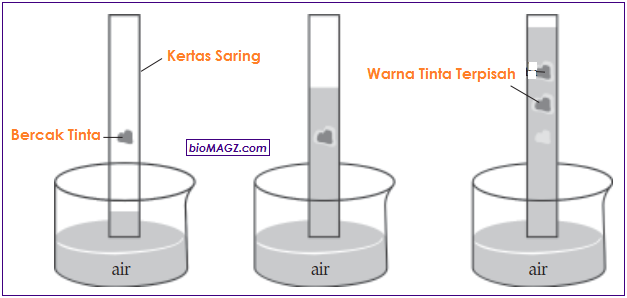 Kertas Saring
Warna Tinta Terpisah
Bercak Tinta
bioMAGZ.com
air
air
air